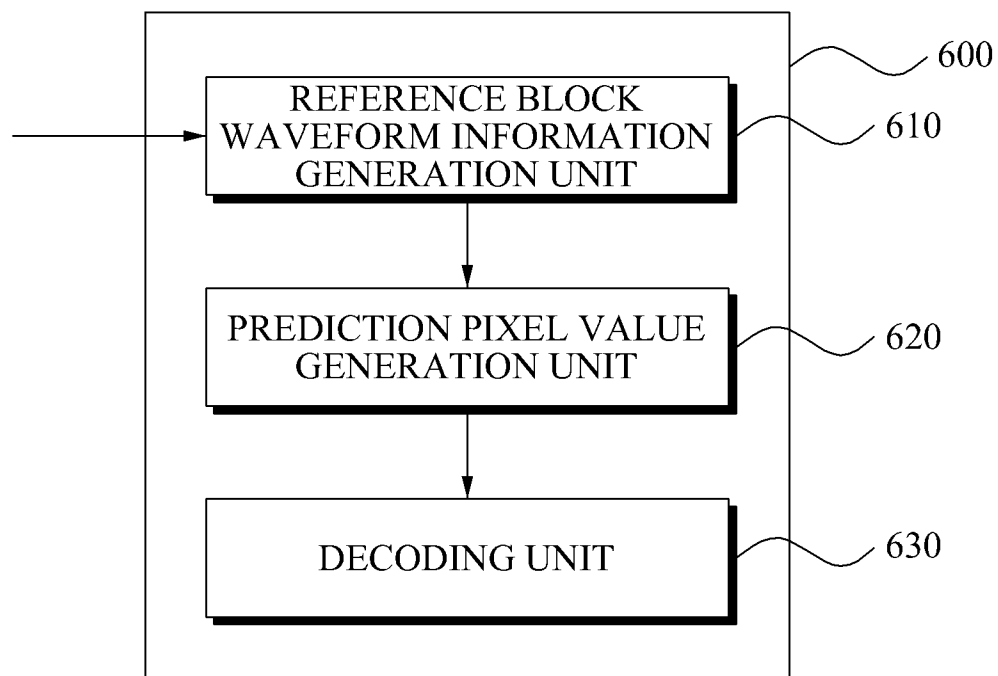 600
REFERENCE BLOCK
WAVEFORM INFORMATION
GENERATION UNIT
610
PREDICTION PIXEL VALUE
GENERATION UNIT
620
DECODING UNIT
630